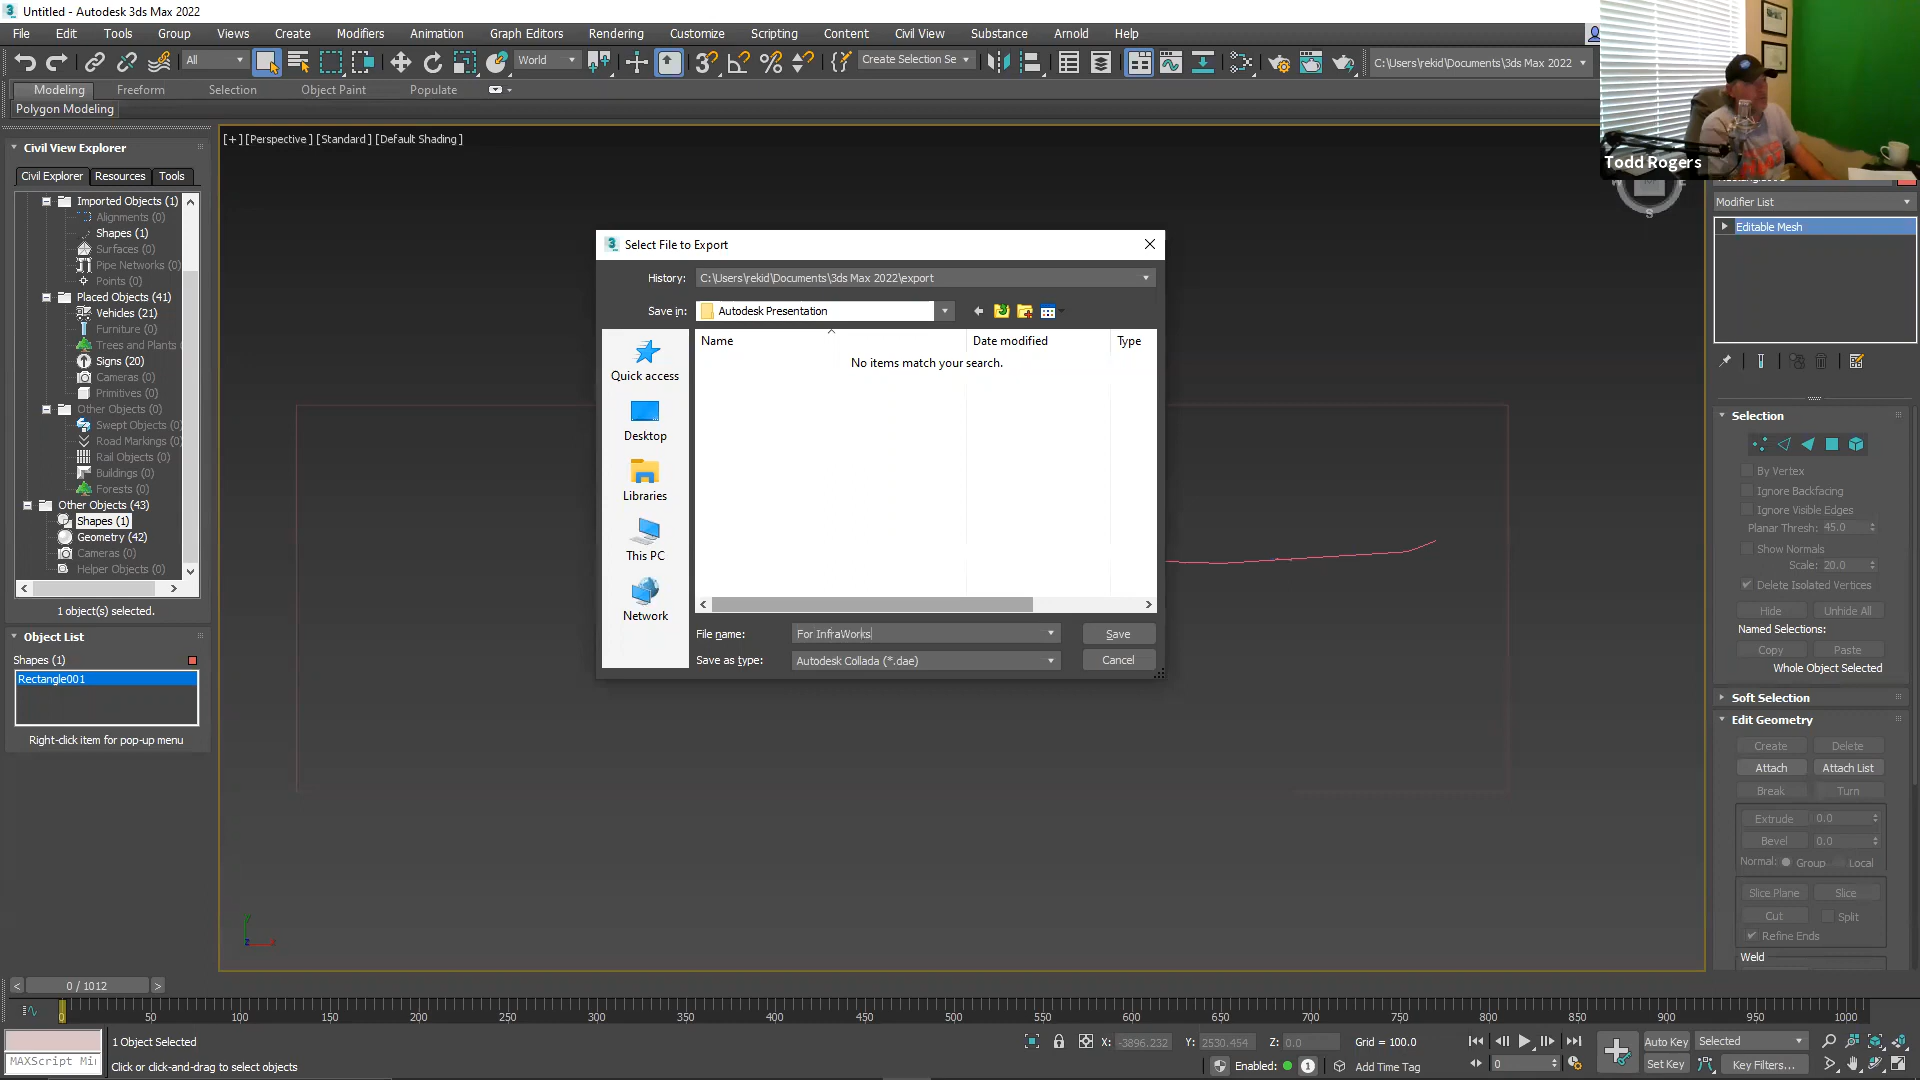 Untitled - Autodesk 3ds Max 2022
File Edit Tools Group Views Create Modifiers Animation Graph Editors Rendering Customize Scripting Content Civil View Substance Arnold Help
All
World
Create Selection Se
C:\Users\rekid\Documents\3ds Max 2022
Modeling Freeform Selection Object Paint Populate
Polygon Modeling
Civil View Explorer
Civil Explorer Resources Tools
Imported Objects (1)
Alignments (0)
Shapes (1)
Surfaces (0)
Pipe Networks (0)
Points (0)
Placed Objects (41)
Vehicles (21)
Furniture (0)
Trees and Plants
Signs (20)
Cameras (0)
Primitives (0)
Other Objects (0)
Swept Objects (0)
Road Markings (0)
Rail Objects (0)
Buildings (0)
Forests (0)
Other Objects (43)
Shapes (1)
Geometry (42)
Cameras (0)
Helper Objects (0)
1 object(s) selected.
Object List
Shapes (1)
Rectangle001
Right-click item for pop-up menu
[+] [Perspective] [Standard] [Default Shading]
Select File to Export
History: C:\Users\rekid\Documents\3ds Max 2022\export
Save in: Autodesk Presentation
Name Date modified Type
No items match your search.
Quick access
Desktop
Libraries
This PC
Network
File name: For InfraWorks
Save
Save as type: Autodesk Collada (*.dae)
Cancel
Todd Rogers
S
Modifier List
Editable Mesh
Selection
By Vertex
Ignore Backfacing
Ignore Visible Edges
Planar Thresh: 45.0
Show Normals
Scale: 20.0
Delete Isolated Vertices
Hide Unhide All
Named Selections:
Copy Paste
Whole Object Selected
Soft Selection
Edit Geometry
Create Delete
Attach Attach List
Break Turn
Extrude 0.0
Bevel 0.0
Normal: Group Local
Slice Plane Slice
Cut Split
Refine Ends
Weld
0 / 1012
0 50 100 150 200 250 300 350 400 450 500 550 600 650 700 750 800 850 900 950 1000
MAXScript Mi
1 Object Selected
Click or click-and-drag to select objects
X: -3896.232 Y: 2530.454 Z: 0.0 Grid = 100.0
Enabled: 1 Add Time Tag
0
Auto Key Selected
Set Key Key Filters...